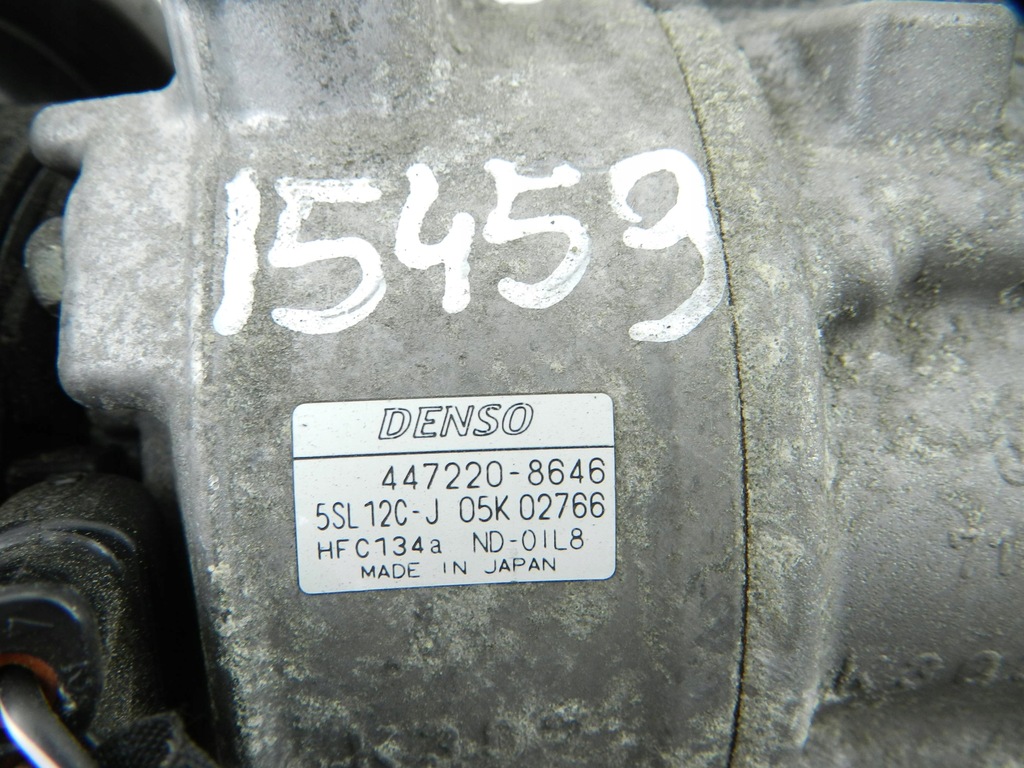 15459
DENSO
447220-8646
5SL12C-J 05K02766
HFC134a ND-OIL8
MADE IN JAPAN